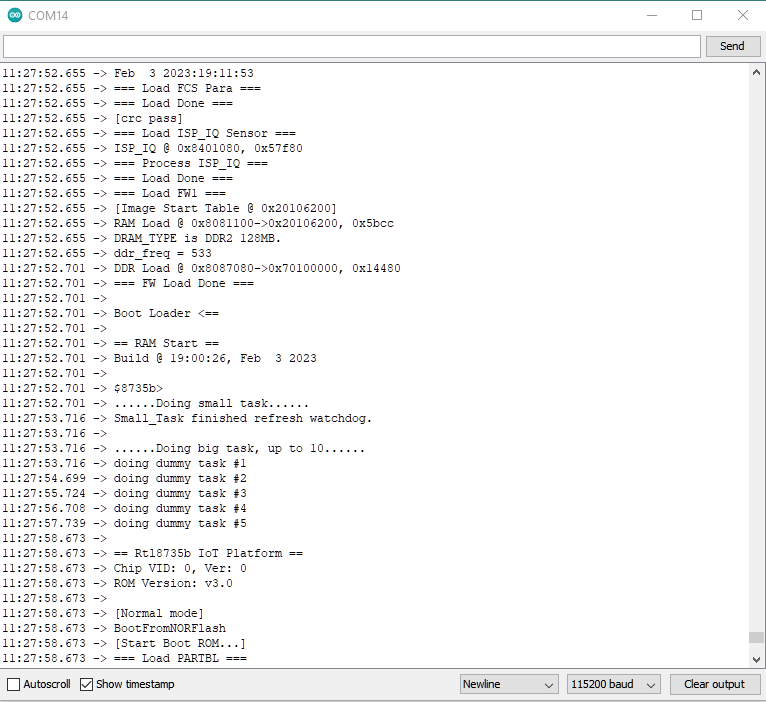 COM14
Send
11:27:52.655 -> Feb  3 2023:19:11:53
11:27:52.655 -> === Load FCS Para ===
11:27:52.655 -> === Load Done ===
11:27:52.655 -> [crc pass]
11:27:52.655 -> === Load ISP_IQ Sensor ===
11:27:52.655 -> ISP_IQ @ 0x8401080, 0x57f80
11:27:52.655 -> === Process ISP_IQ ===
11:27:52.655 -> === Load Done ===
11:27:52.655 -> === Load FW1 ===
11:27:52.655 -> [Image Start Table @ 0x20106200]
11:27:52.655 -> RAM Load @ 0x8081100->0x20106200, 0x5bcc
11:27:52.655 -> DRAM_TYPE is DDR2 128MB.
11:27:52.655 -> ddr_freq = 533
11:27:52.701 -> DDR Load @ 0x8087080->0x70100000, 0x14480
11:27:52.701 -> === FW Load Done ===
11:27:52.701 ->
11:27:52.701 -> Boot Loader <==
11:27:52.701 ->
11:27:52.701 -> == RAM Start ==
11:27:52.701 -> Build @ 19:00:26, Feb  3 2023
11:27:52.701 ->
11:27:52.701 -> $8735b>
11:27:52.701 -> ......Doing small task......
11:27:53.716 -> Small_Task finished refresh watchdog.
11:27:53.716 ->
11:27:53.716 -> ......Doing big task, up to 10......
11:27:53.716 -> doing dummy task #1
11:27:54.699 -> doing dummy task #2
11:27:55.724 -> doing dummy task #3
11:27:56.708 -> doing dummy task #4
11:27:57.739 -> doing dummy task #5
11:27:58.673 ->
11:27:58.673 -> == Rtl8735b IoT Platform ==
11:27:58.673 -> Chip VID: 0, Ver: 0
11:27:58.673 -> ROM Version: v3.0
11:27:58.673 ->
11:27:58.673 -> [Normal mode]
11:27:58.673 -> BootFromNORFlash
11:27:58.673 -> [Start Boot ROM...]
11:27:58.673 -> === Load PARTBL ===
Autoscroll Show timestamp Newline 115200 baud Clear output